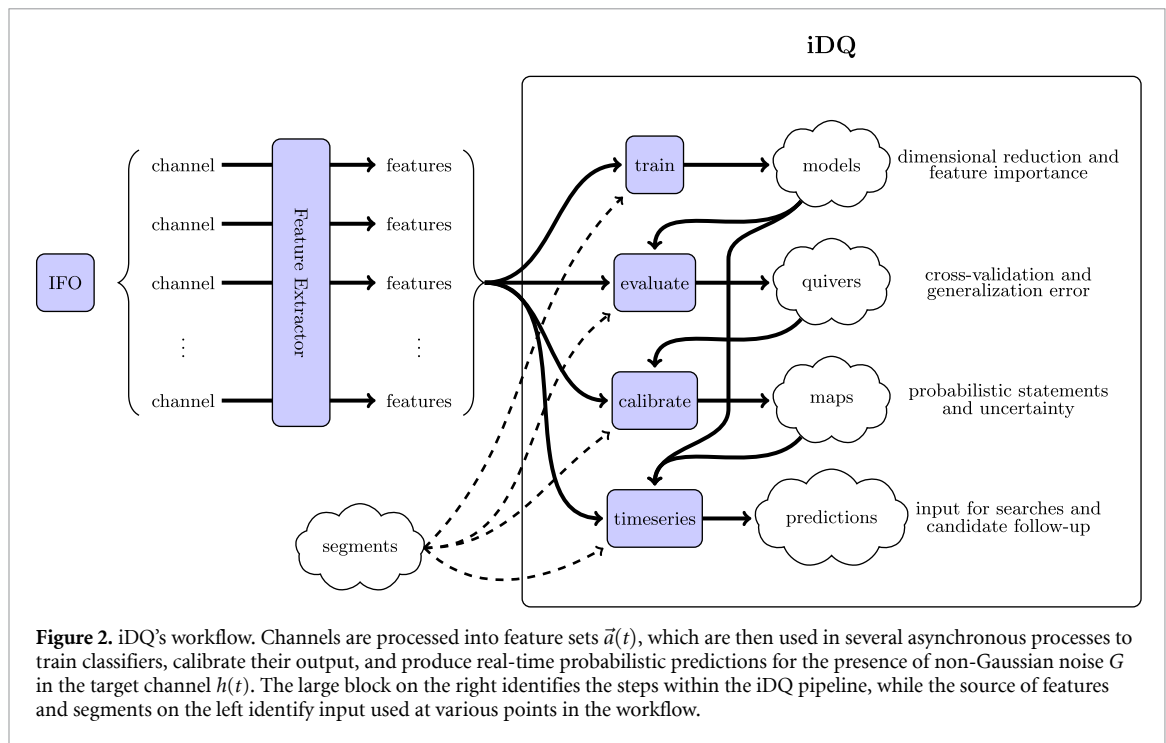 iDQ
IFO
channel
channel
channel
⋮
channel
Feature Extractor
features
features
features
⋮
features
segments
train
models
dimensional reduction and
feature importance
evaluate
quivers
cross-validation and
generalization error
calibrate
maps
probabilistic statements
and uncertainty
timeseries
predictions
input for searches and
candidate follow-up
Figure 2. iDQ's workflow. Channels are processed into feature sets a⃗(t), which are then used in several asynchronous processes to
train classifiers, calibrate their output, and produce real-time probabilistic predictions for the presence of non-Gaussian noise G
in the target channel h(t). The large block on the right identifies the steps within the iDQ pipeline, while the source of features
and segments on the left identify input used at various points in the workflow.